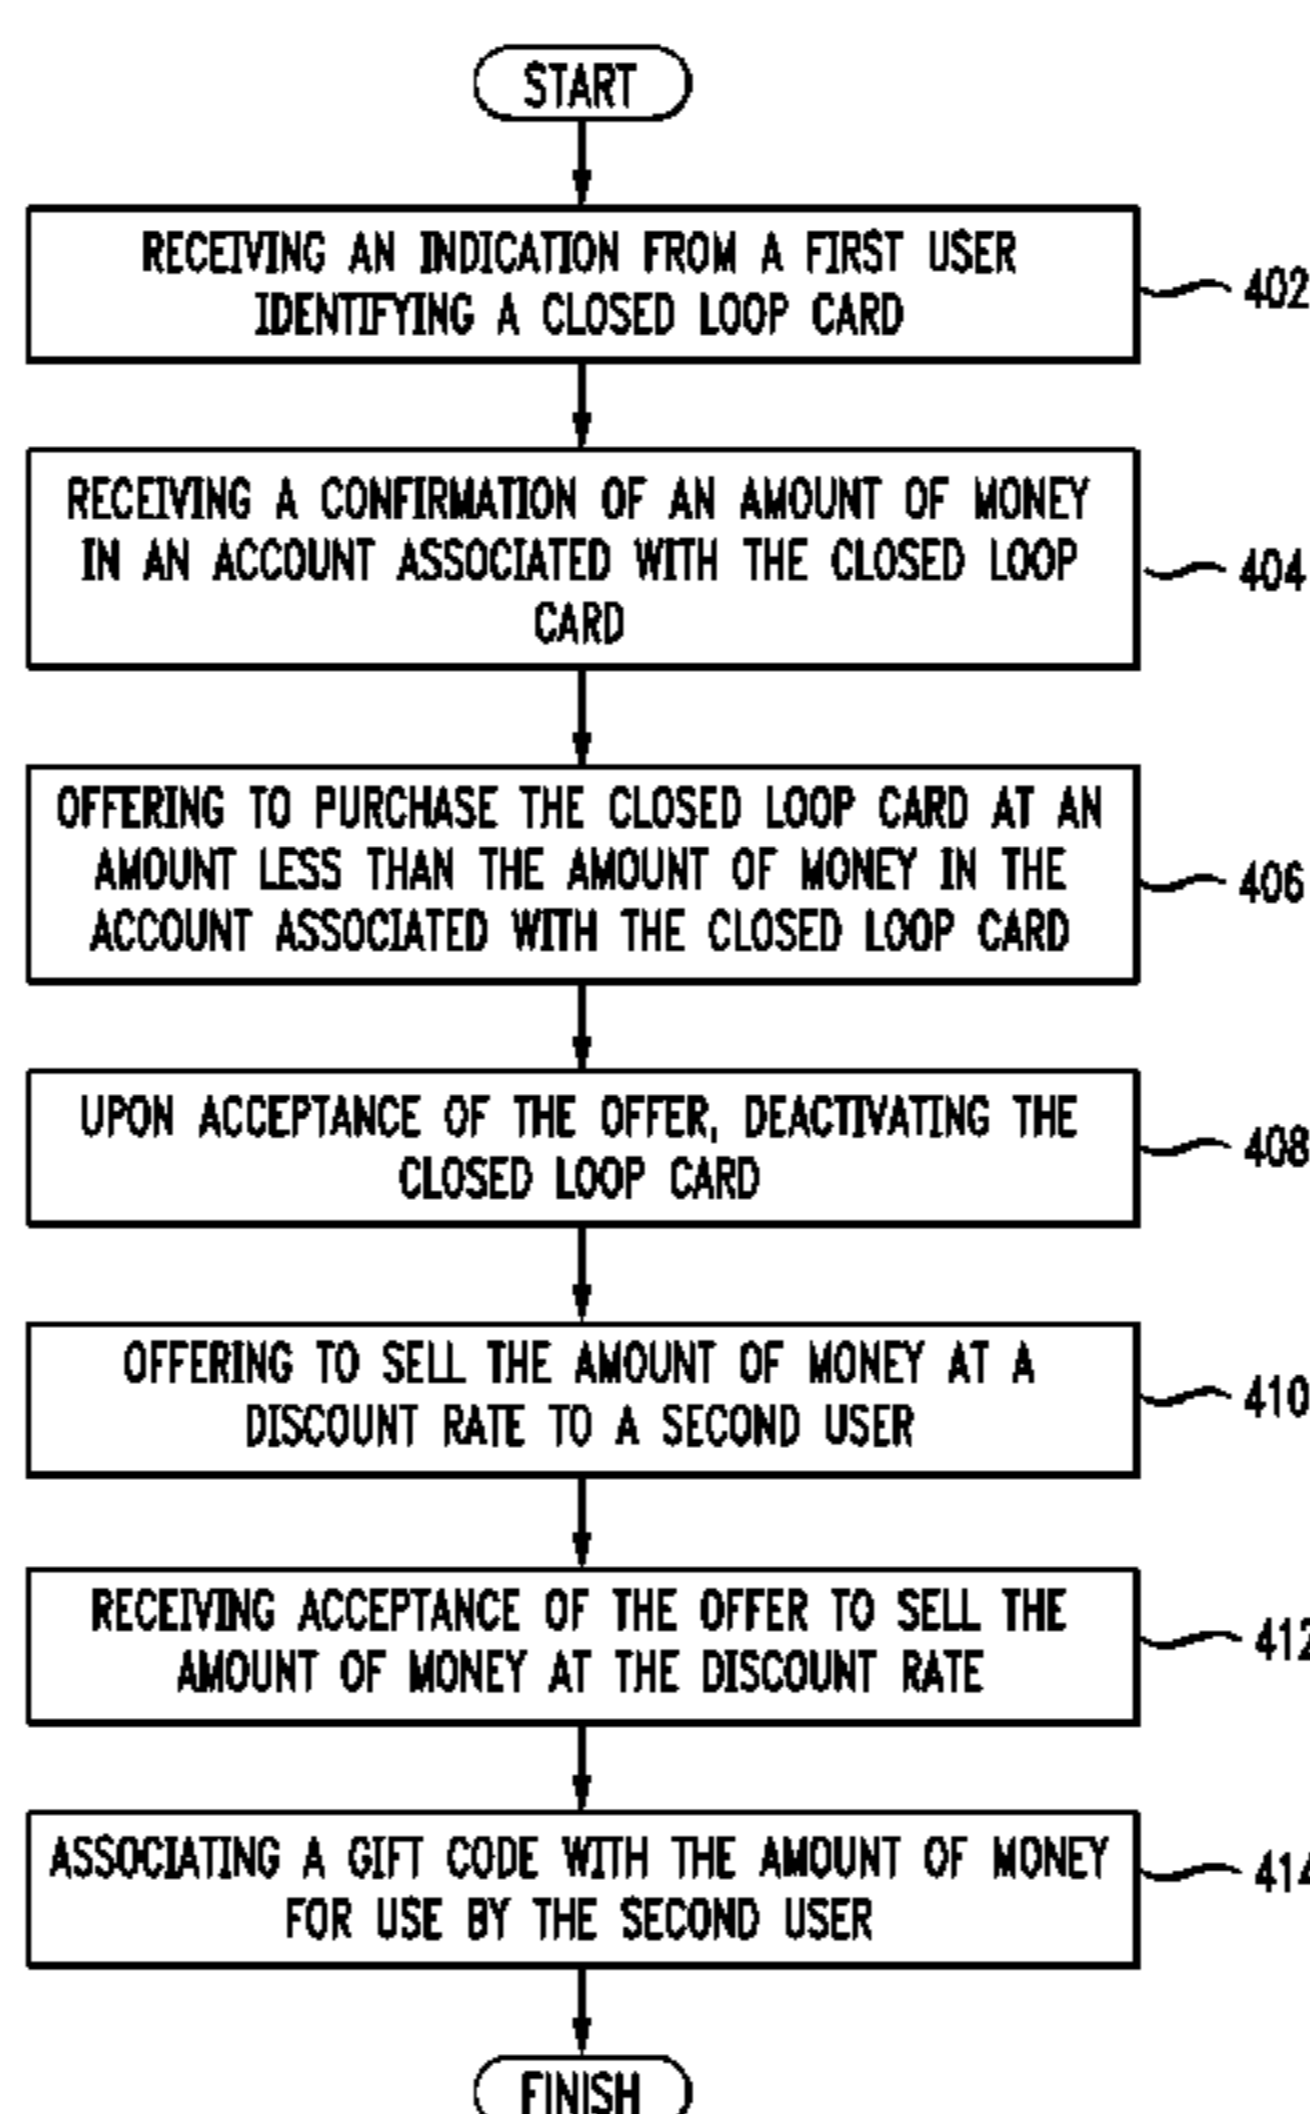 START
RECEIVING AN INDICATION FROM A FIRST USER
IDENTIFYING A CLOSED LOOP CARD
402
RECEIVING A CONFIRMATION OF AN AMOUNT OF MONEY
IN AN ACCOUNT ASSOCIATED WITH THE CLOSED LOOP
CARD
404
OFFERING TO PURCHASE THE CLOSED LOOP CARD AT AN
AMOUNT LESS THAN THE AMOUNT OF MONEY IN THE
ACCOUNT ASSOCIATED WITH THE CLOSED LOOP CARD
406
UPON ACCEPTANCE OF THE OFFER, DEACTIVATING THE
CLOSED LOOP CARD
408
OFFERING TO SELL THE AMOUNT OF MONEY AT A
DISCOUNT RATE TO A SECOND USER
410
RECEIVING ACCEPTANCE OF THE OFFER TO SELL THE
AMOUNT OF MONEY AT THE DISCOUNT RATE
412
ASSOCIATING A GIFT CODE WITH THE AMOUNT OF MONEY
FOR USE BY THE SECOND USER
414
FINISH